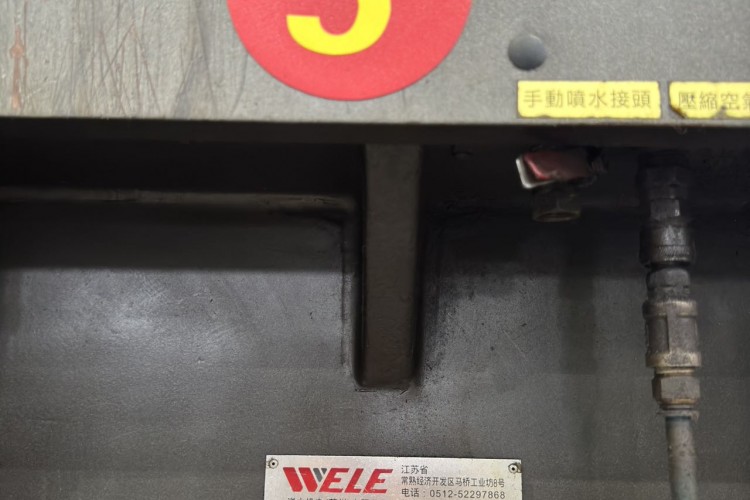 手動噴水接頭
壓縮空氣
WELE
江苏省
常熟经济开发区马桥工业坊8号
电话：0512-52297868